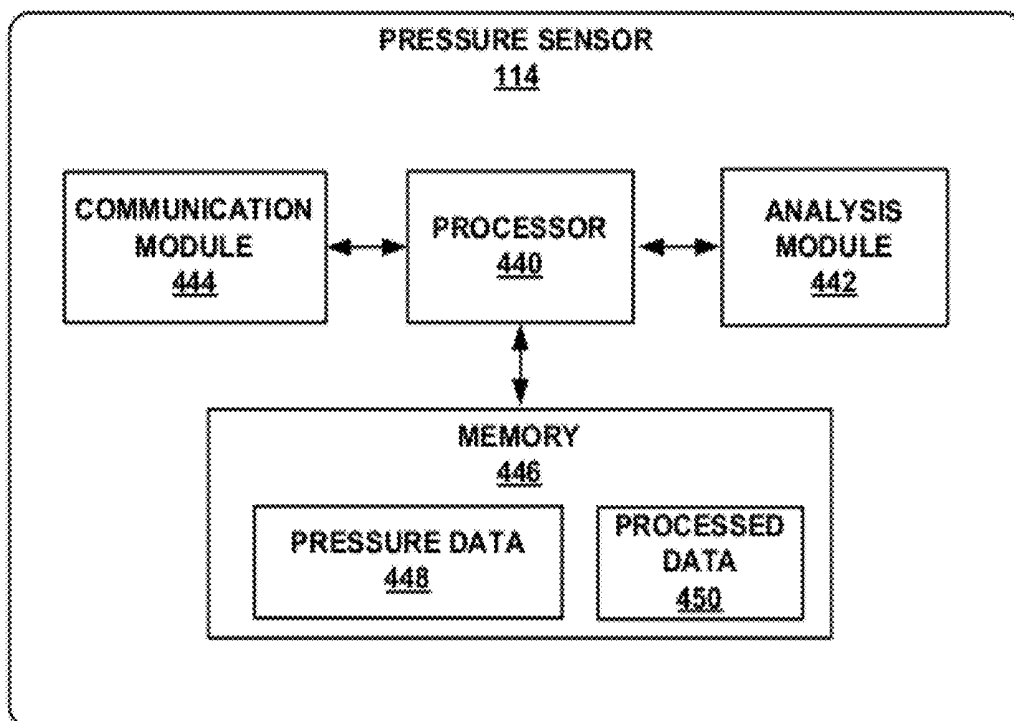 PRESSURE SENSOR
114
COMMUNICATION
MODULE
444
PROCESSOR
440
ANALYSIS
MODULE
442
MEMORY
446
PRESSURE DATA
448
PROCESSED
DATA
450